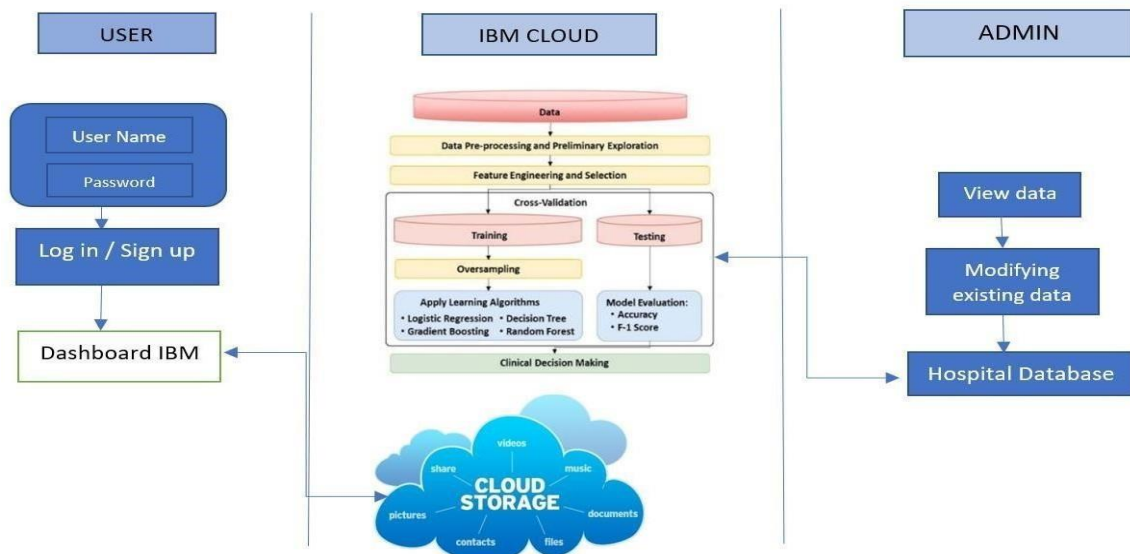 USER
User Name
Password
Log in / Sign up
Dashboard IBM
IBM CLOUD
Data
Data Pre-processing and Preliminary Exploration
Feature Engineering and Selection
Cross-Validation
Training
Testing
Oversampling
Apply Learning Algorithms
• Logistic Regression • Decision Tree
• Gradient Boosting • Random Forest
Model Evaluation:
• Accuracy
• F-1 Score
Clinical Decision Making
videos
share
music
CLOUD
STORAGE
pictures
documents
contacts
files
ADMIN
View data
Modifying
existing data
Hospital Database